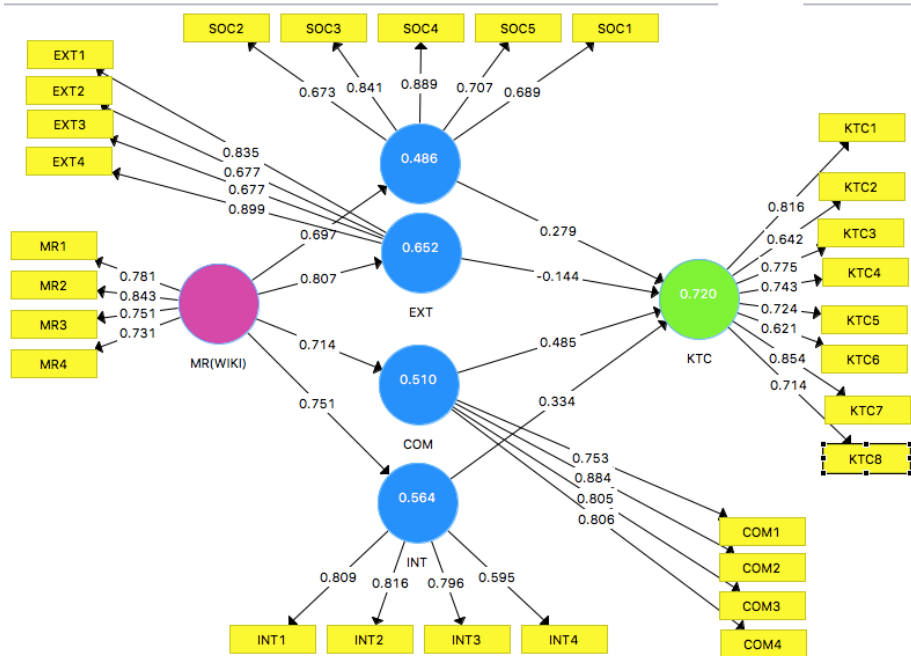 SOC2 SOC3 SOC4 SOC5 SOC1
EXT1
EXT2
EXT3
EXT4
0.673 0.841 0.889 0.707 0.689
0.835
0.677
0.677
0.899
0.486
0.652
EXT
MR1
MR2
MR3
MR4
0.781
0.843
0.751
0.731
MR(WIKI)
0.697
0.807
0.714
0.751
0.510
COM
0.564
INT
0.279
-0.144
0.485
0.334
0.720
KTC
0.816
0.642
0.775
0.743
0.724
0.621
0.854
0.714
KTC1
KTC2
KTC3
KTC4
KTC5
KTC6
KTC7
KTC8
0.753
0.884
0.805
0.806
COM1
COM2
COM3
COM4
0.809 0.816 0.796 0.595
INT1 INT2 INT3 INT4